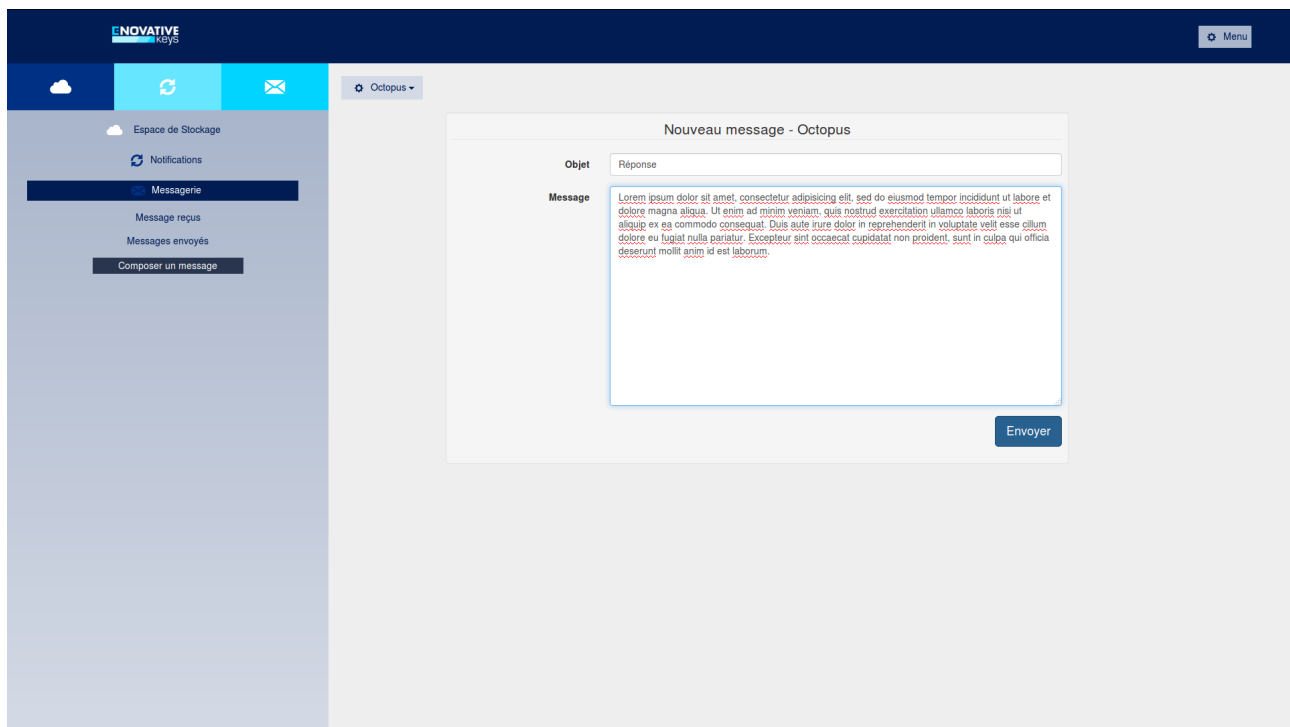 ENOVATIVE
Keys
Menu
Octopus
Espace de Stockage
Notifications
Messagerie
Message reçus
Messages envoyés
Composer un message
Nouveau message - Octopus
Objet
Réponse
Message
Lorem ipsum dolor sit amet, consectetur adipisicing elit, sed do eiusmod tempor incididunt ut labore et
dolore magna aliqua. Ut enim ad minim veniam, quis nostrud exercitation ullamco laboris nisi ut
aliquip ex ea commodo consequat. Duis aute irure dolor in reprehenderit in voluptate velit esse cillum
dolore eu fugiat nulla pariatur. Excepteur sint occaecat cupidatat non proident, sunt in culpa qui officia
deserunt mollit anim id est laborum.
Envoyer